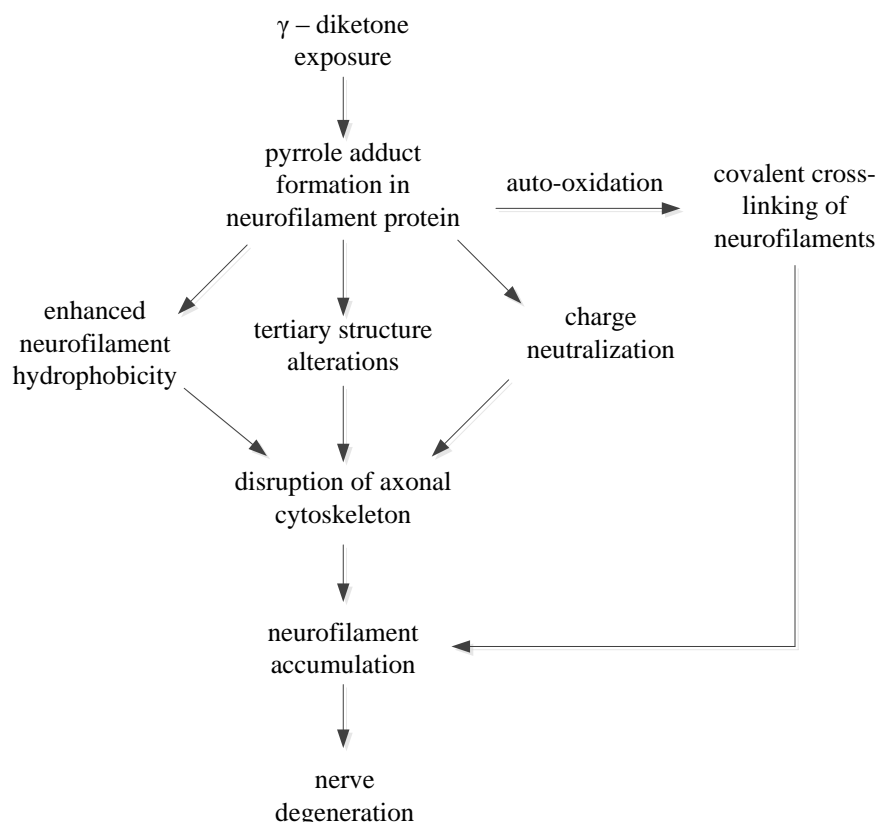 γ – diketone
exposure
pyrrole adduct
formation in
neurofilament protein
auto-oxidation
covalent cross-
linking of
neurofilaments
enhanced
neurofilament
hydrophobicity
tertiary structure
alterations
charge
neutralization
disruption of axonal
cytoskeleton
neurofilament
accumulation
nerve
degeneration